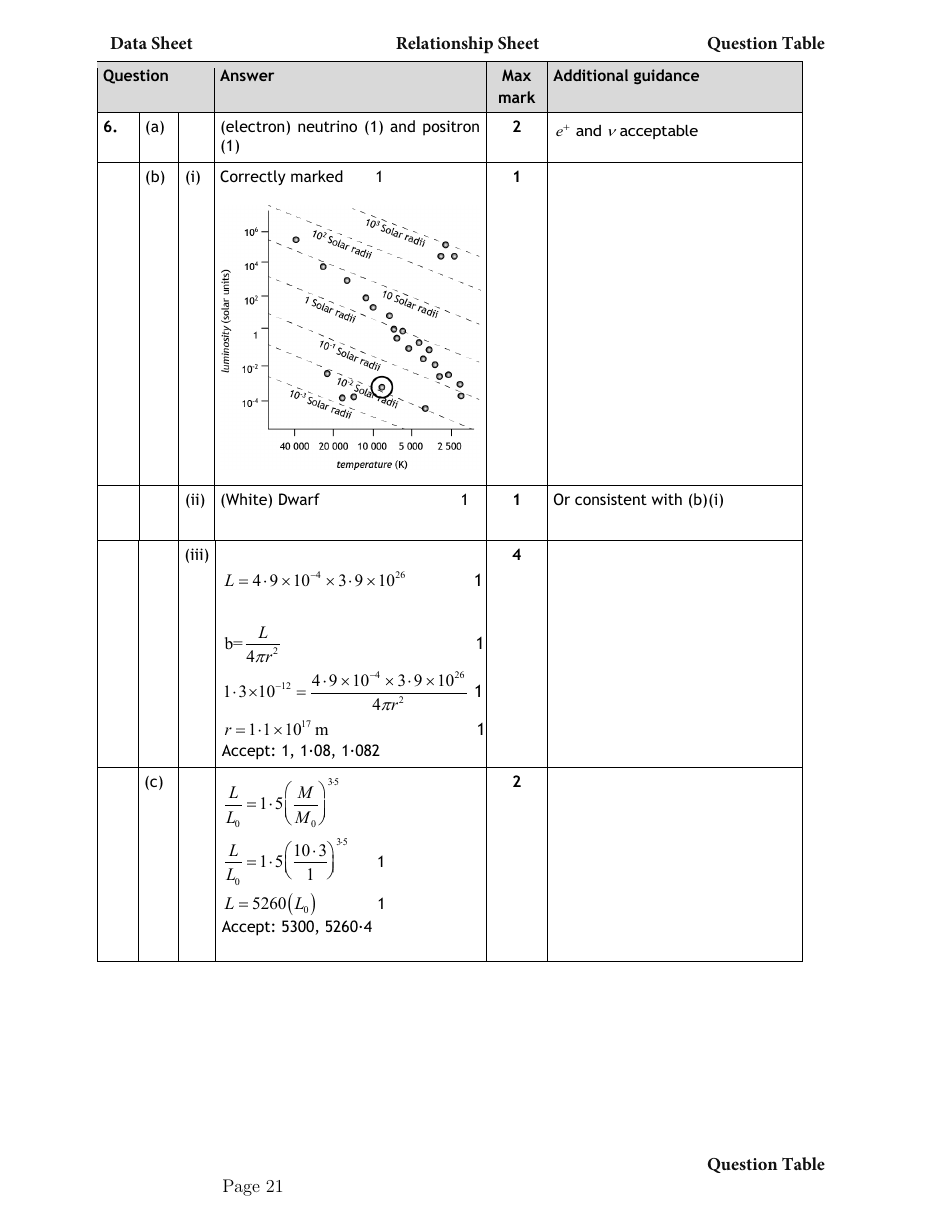 Data Sheet Relationship Sheet Question Table
Question Answer Max mark Additional guidance
6. (a) (electron) neutrino (1) and positron 2 e⁺ and ν acceptable
(1)
(b) (i) Correctly marked 1 1
10³ Solar radii
10² Solar radii
10 Solar radii
1 Solar radii
10⁻¹ Solar radii
10⁻² Solar radii
10⁻³ Solar radii
luminosity (solar units)
10⁶
10⁴
10²
1
10⁻²
10⁻⁴
40 000 20 000 10 000 5 000 2 500
temperature (K)
(ii) (White) Dwarf 1 1 Or consistent with (b)(i)
(iii) 4
L = 4·9 × 10⁻⁴ × 3·9 × 10²⁶ 1
b= L / 4πr² 1
1·3×10⁻¹² = 4·9 × 10⁻⁴ × 3·9 × 10²⁶ / 4πr² 1
r = 1·1 × 10¹⁷ m 1
Accept: 1, 1·08, 1·082
(c) 2
L/L₀ = 1·5(M/M₀)³·⁵
L/L₀ = 1·5(10·3/1)³·⁵ 1
L = 5260(L₀) 1
Accept: 5300, 5260·4
Question Table
Page 21